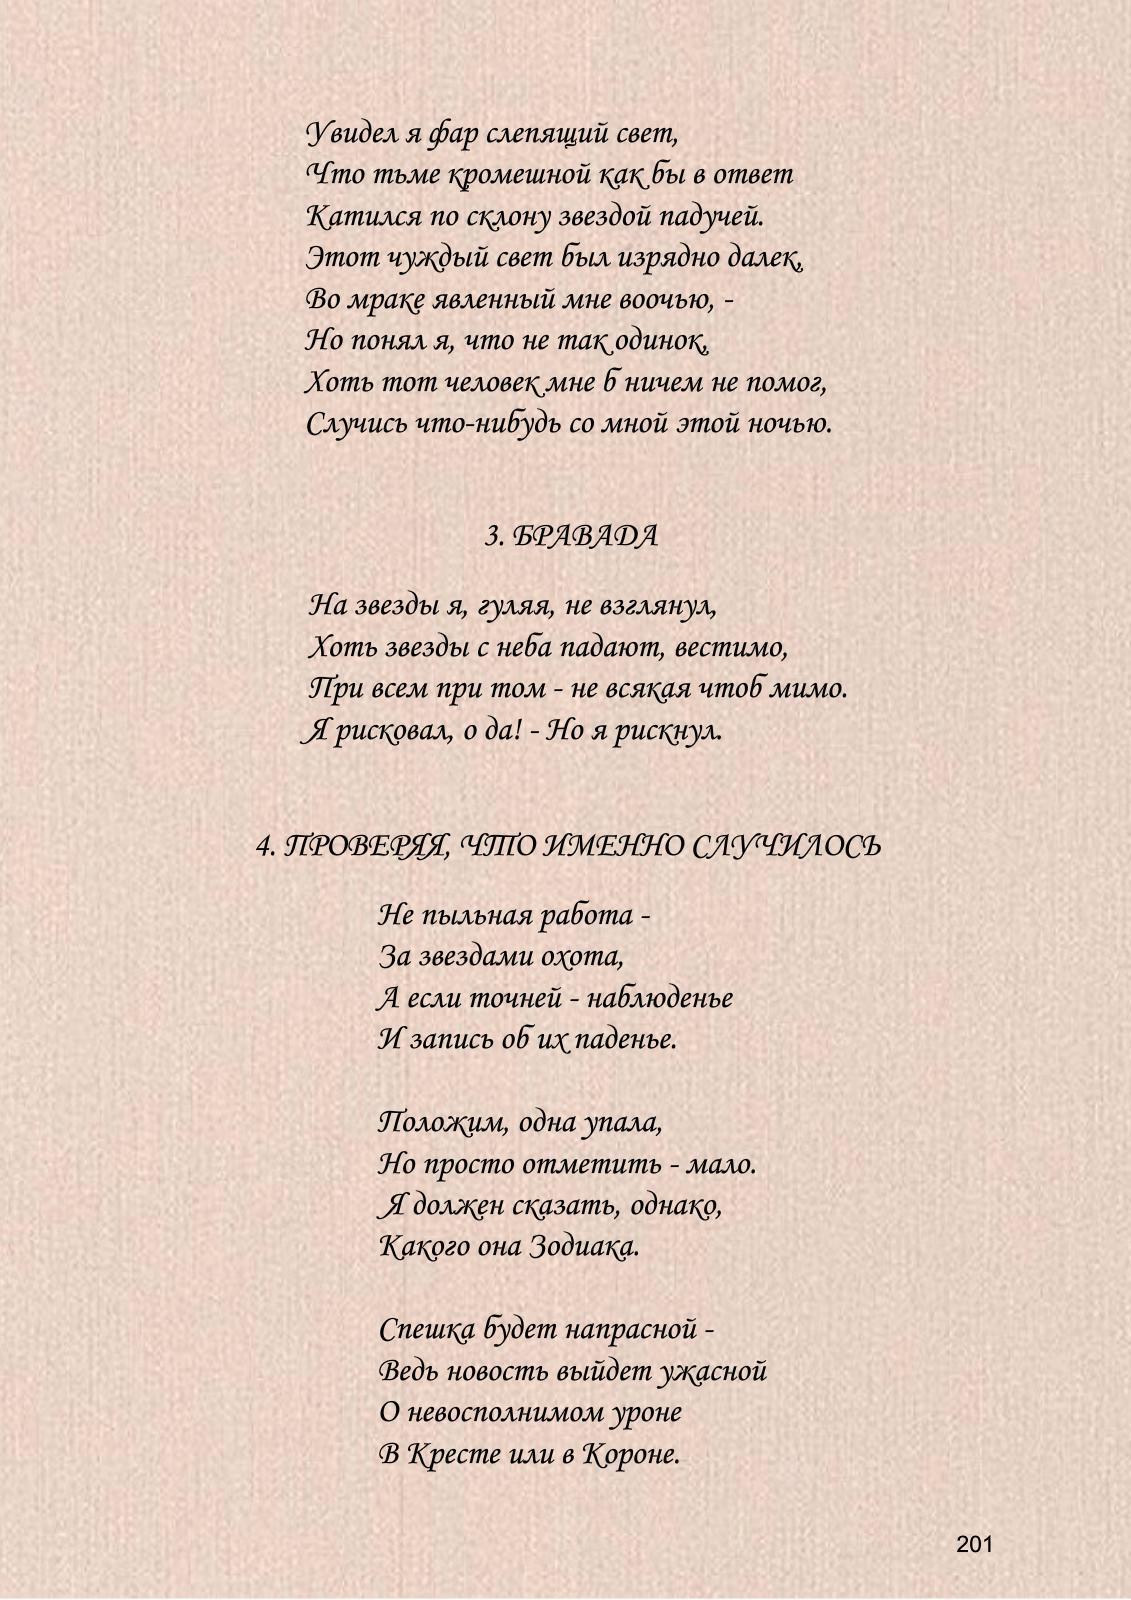 Увидел я фар слепящий свет,
Что тьме кромешной как бы в ответ
Катился по склону звездой падучей.
Этот чуждый свет был изрядно далек,
Во мраке явленный мне воочью, -
Но понял я, что не так одинок,
Хоть тот человек мне б ничем не помог,
Случись что-нибудь со мной этой ночью.
3. БРАВАДА
На звезды я, гуляя, не взглянул,
Хоть звезды с неба падают, вестимо,
При всем при том - не всякая чтоб мимо.
Я рисковал, о да! - Но я рискнул.
4. ПРОВЕРЯЯ, ЧТО ИМЕННО СЛУЧИЛОСЬ
Не пыльная работа -
За звездами охота,
А если точней - наблюденье
И запись об их паденье.
Положим, одна упала,
Но просто отметить - мало.
Я должен сказать, однако,
Какого она Зодиака.
Спешка будет напрасной -
Ведь новость выйдет ужасной
О невосполнимом уроне
В Кресте или в Короне.
201